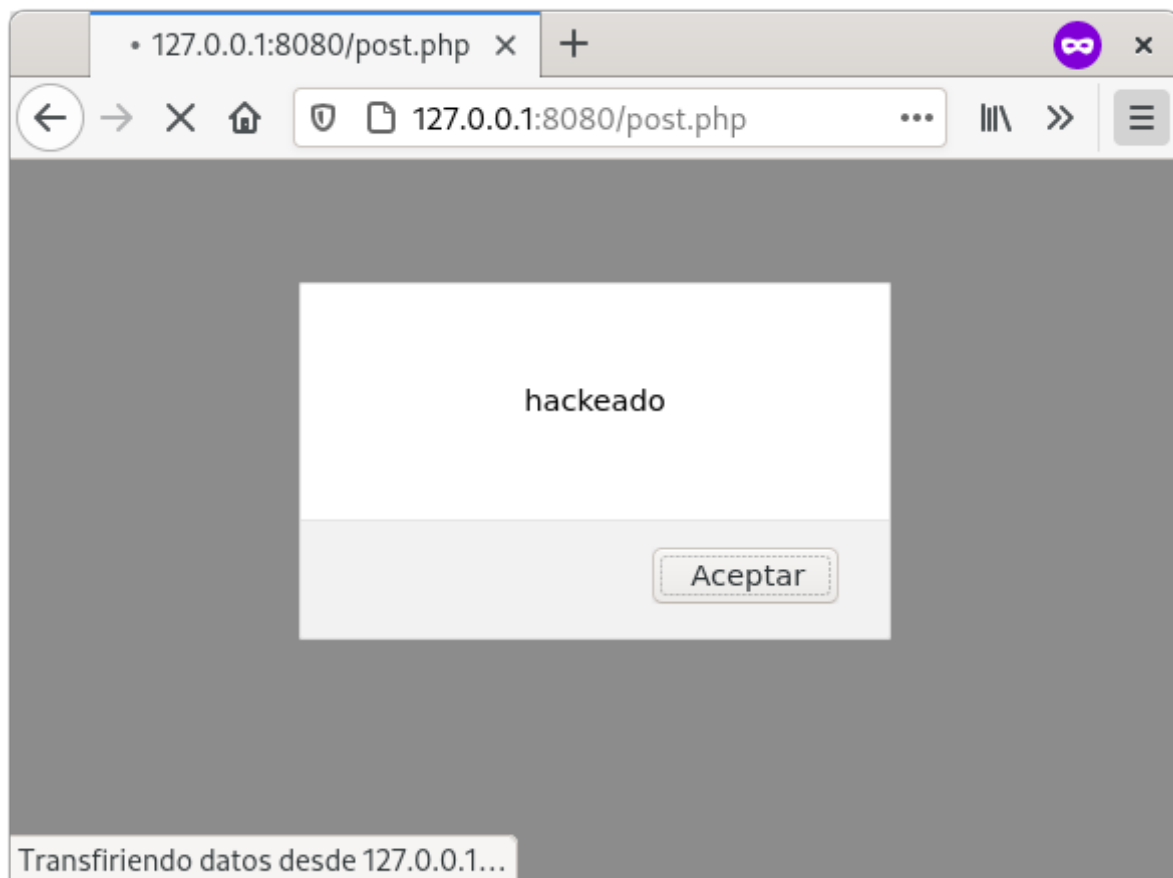 • 127.0.0.1:8080/post.php
127.0.0.1:8080/post.php
hackeado
Aceptar
Transfiriendo datos desde 127.0.0.1...